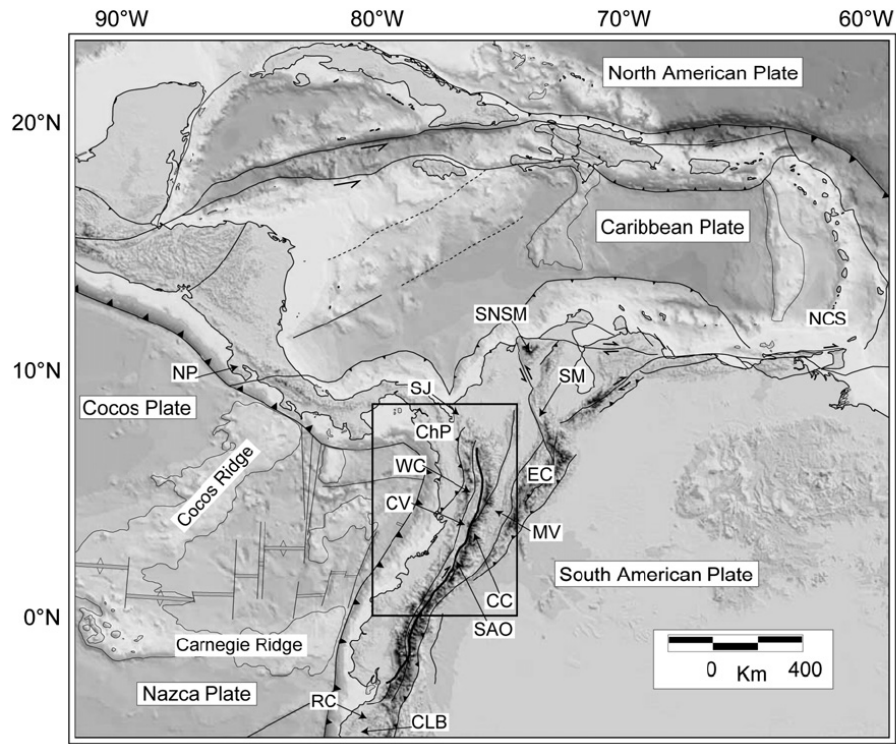 90°W 80°W 70°W 60°W
North American Plate
20°N
Caribbean Plate
SNSM
NCS
10°N
NP
SJ
SM
Cocos Plate
ChP
Cocos Ridge
WC
EC
CV
MV
South American Plate
CC
0°N
SAO
Carnegie Ridge
0 Km 400
Nazca Plate
RC
CLB